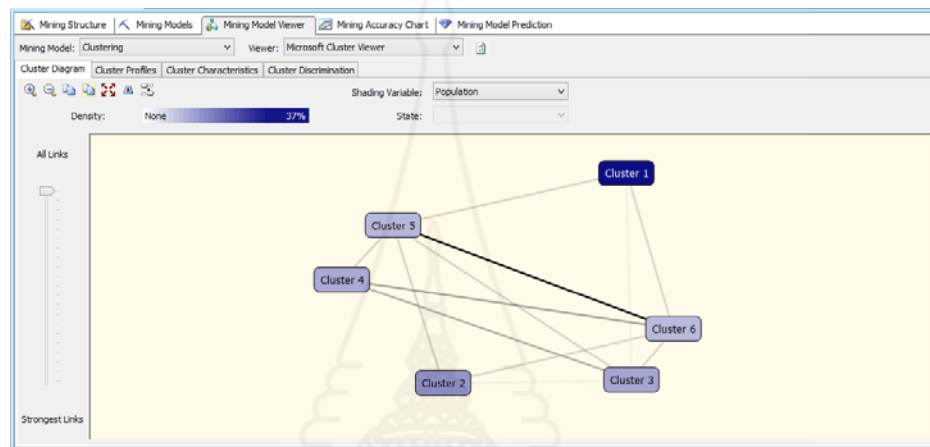 Mining Structure Mining Models Mining Model Viewer Mining Accuracy Chart Mining Model Prediction
Mining Model: Clustering Viewer: Microsoft Cluster Viewer
Cluster Diagram Cluster Profiles Cluster Characteristics Cluster Discrimination
Shading Variable: Population
Density: None 37% State:
All Links
Cluster 1
Cluster 5
Cluster 4
Cluster 6
Cluster 3
Cluster 2
Strongest Links